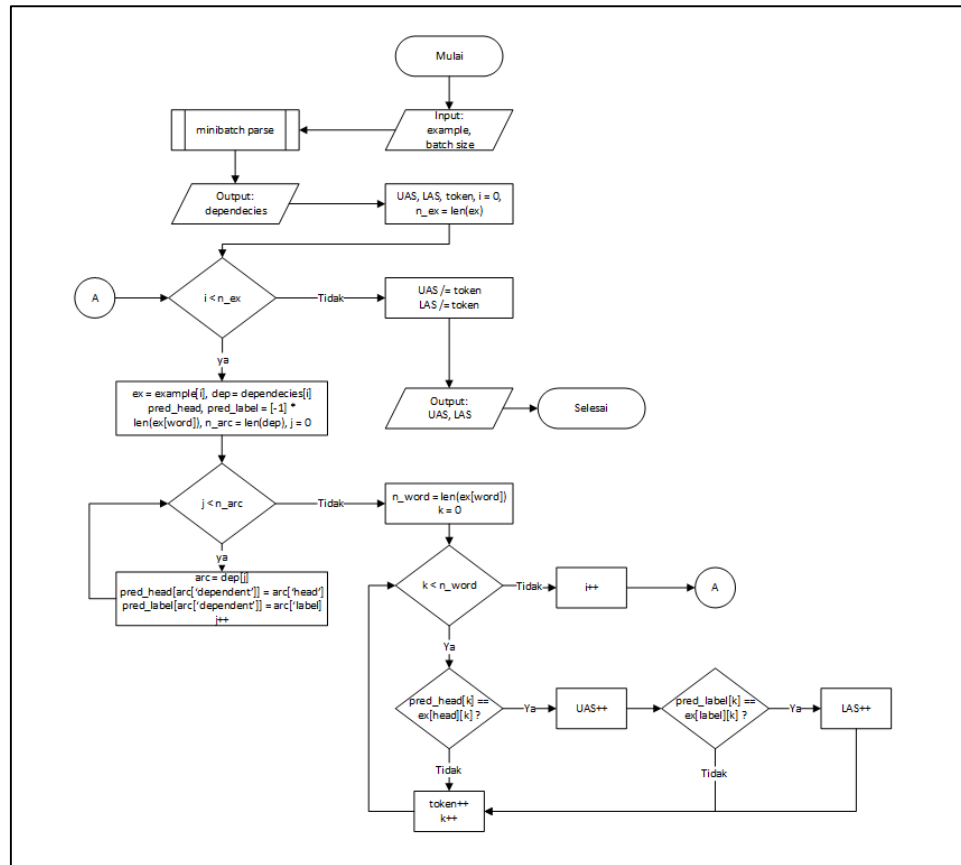 Mulai
Input:
example,
batch size
minibatch parse
Output:
dependecies
UAS, LAS, token, i = 0,
n_ex = len(ex)
A
i < n_ex
Tidak
UAS /= token
LAS /= token
ya
ex = example[i], dep= dependecies[i]
pred_head, pred_label = [-1] *
len(ex[word]), n_arc = len(dep), j = 0
Output:
UAS, LAS
Selesai
j < n_arc
Tidak
n_word = len(ex[word])
k = 0
ya
arc = dep[j]
pred_head[arc['dependent']] = arc['head']
pred_label[arc['dependent']] = arc['label]
j++
k < n_word
Tidak
i++
A
Ya
pred_head[k] ==
ex[head][k] ?
Ya
UAS++
pred_label[k] ==
ex[label][k] ?
Ya
LAS++
Tidak
Tidak
token++
k++